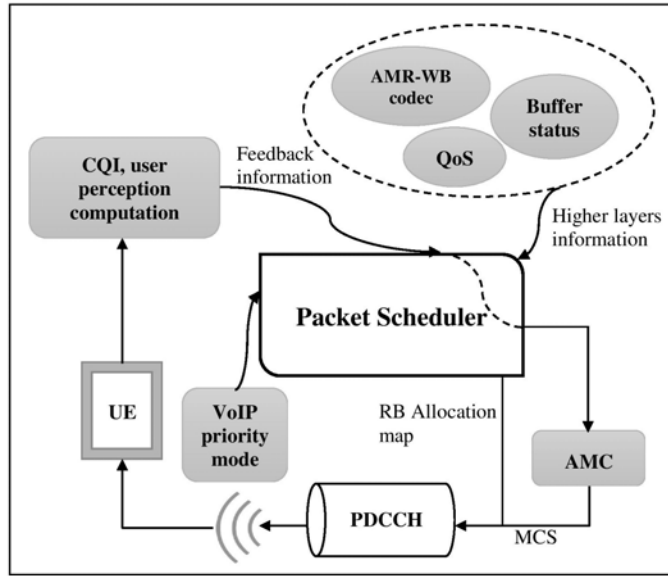 AMR-WB
codec
Buffer
status
QoS
CQI, user
perception
computation
Feedback
information
Higher layers
information
Packet Scheduler
UE
VoIP
priority
mode
RB Allocation
map
AMC
PDCCH
MCS